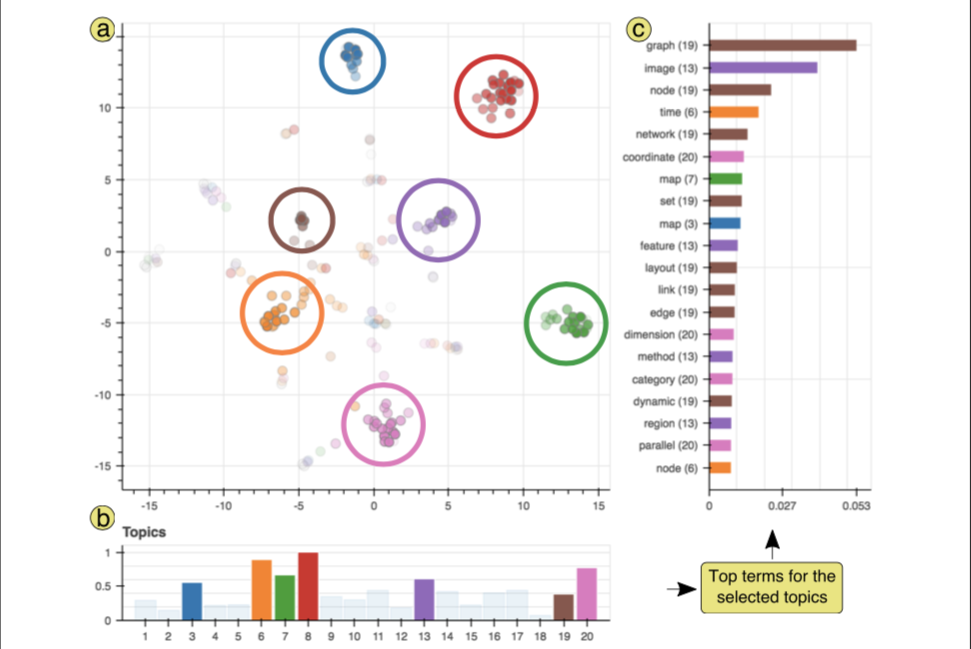 a
10
5
0
-5
-10
-15
-15
-10
-5
0
5
10
15
b
Topics
1
0.5
0
1
2
3
4
5
6
7
8
9
10
11
12
13
14
15
16
17
18
19
20
c
graph (19)
image (13)
node (19)
time (6)
network (19)
coordinate (20)
map (7)
set (19)
map (3)
feature (13)
layout (19)
link (19)
edge (19)
dimension (20)
method (13)
category (20)
dynamic (19)
region (13)
parallel (20)
node (6)
0
0.027
0.053
Top terms for the
selected topics